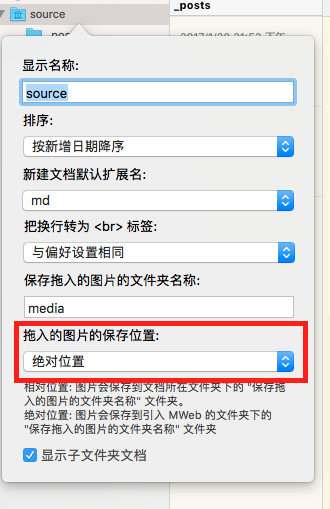 source
_posts
2017/1/20 21:52 下午
显示名称:
source
排序:
按新增日期降序
新建文档默认扩展名:
md
把换行转为 <br> 标签:
与偏好设置相同
保存拖入的图片的文件夹名称:
media
拖入的图片的保存位置:
绝对位置
相对位置: 图片会保存到文档所在文件夹下的 "保存拖
入的图片的文件夹名称" 文件夹。
绝对位置: 图片会保存到引入 MWeb 的文件夹下的
"保存拖入的图片的文件夹名称" 文件夹
显示子文件夹文档